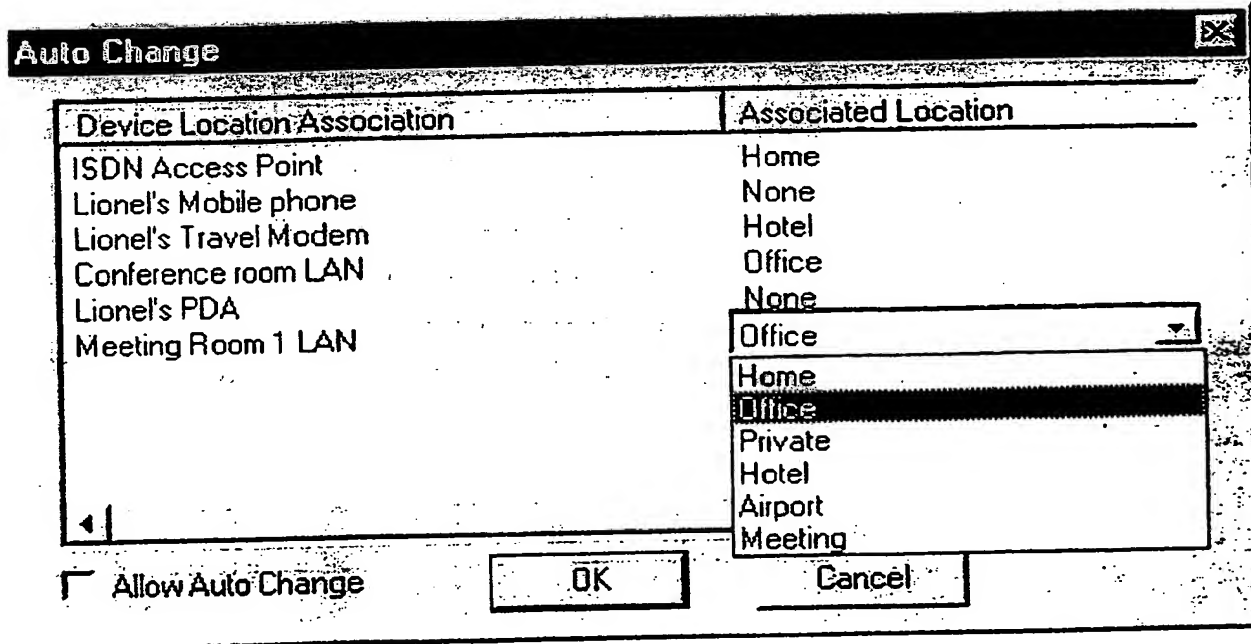 Auto Change
Device Location Association Associated Location
ISDN Access Point Home
Lionel's Mobile phone None
Lionel's Travel Modem Hotel
Conference room LAN Office
Lionel's PDA None
Meeting Room 1 LAN Office
Home
Office
Private
Hotel
Airport
Meeting
Allow Auto Change OK Cancel